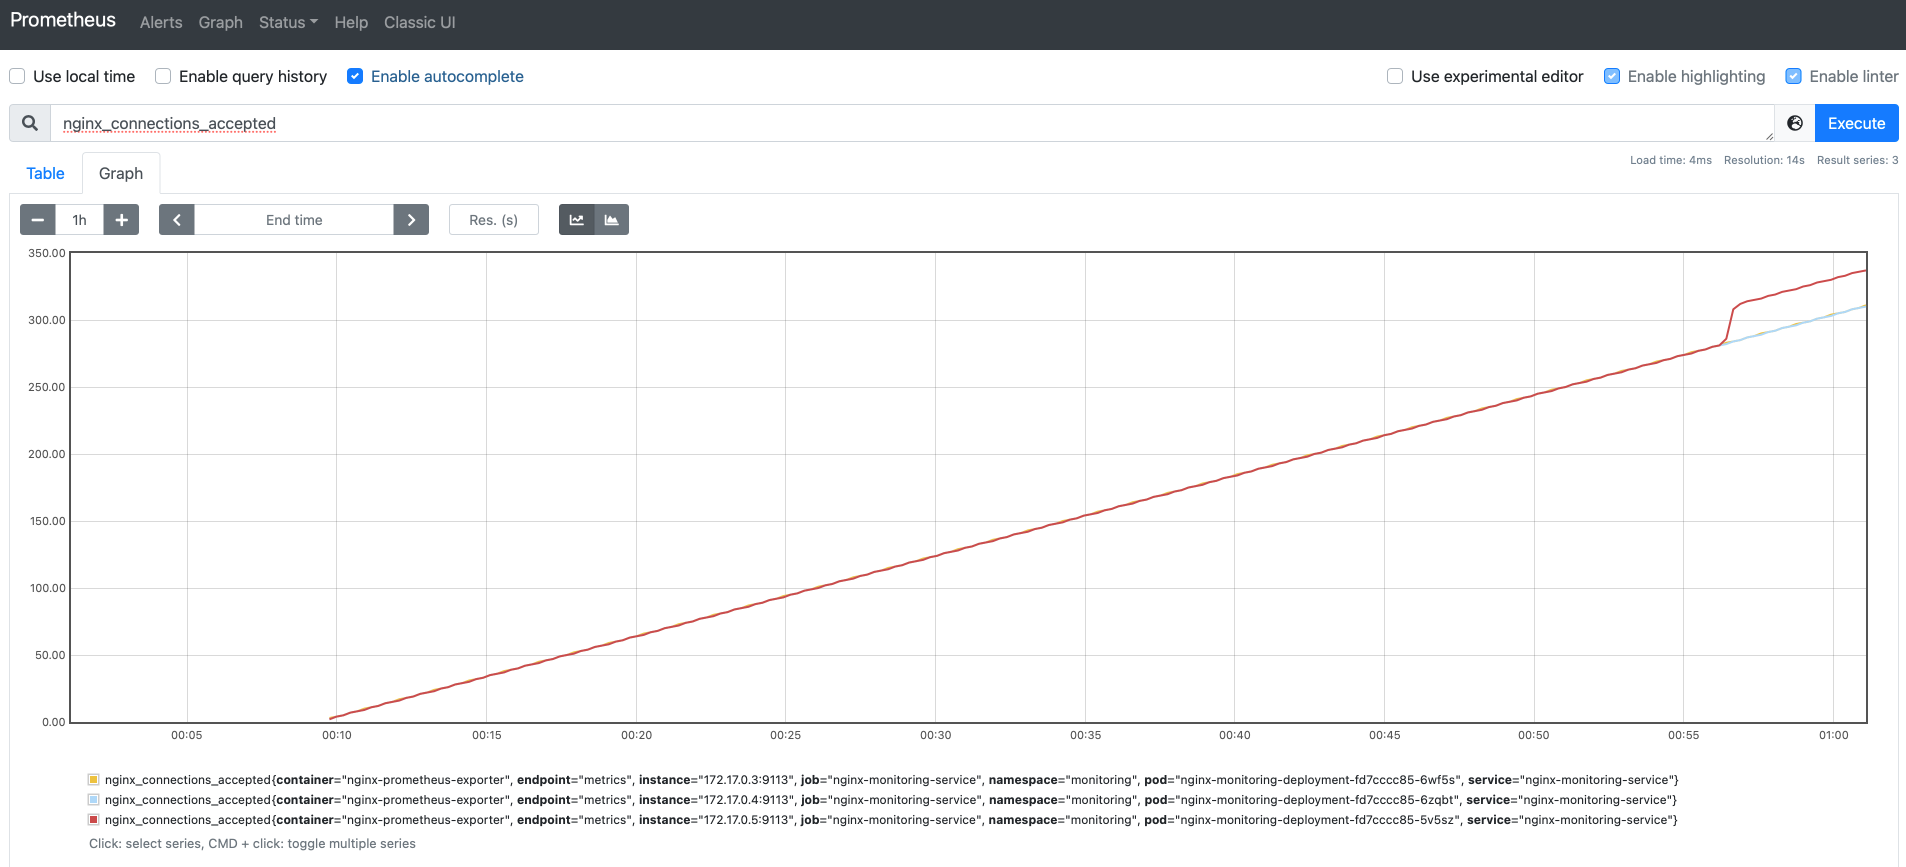 Prometheus Alerts Graph Status Help Classic UI
Use local time Enable query history Enable autocomplete Use experimental editor Enable highlighting Enable linter
nginx_connections_accepted Execute
Load time: 4ms Resolution: 14s Result series: 3
Table Graph
1h End time Res. (s)
350.00
300.00
250.00
200.00
150.00
100.00
50.00
0.00
00:05 00:10 00:15 00:20 00:25 00:30 00:35 00:40 00:45 00:50 00:55 01:00
nginx_connections_accepted{container="nginx-prometheus-exporter", endpoint="metrics", instance="172.17.0.3:9113", job="nginx-monitoring-service", namespace="monitoring", pod="nginx-monitoring-deployment-fd7cccc85-6wf5s", service="nginx-monitoring-service"}
nginx_connections_accepted{container="nginx-prometheus-exporter", endpoint="metrics", instance="172.17.0.4:9113", job="nginx-monitoring-service", namespace="monitoring", pod="nginx-monitoring-deployment-fd7cccc85-6zqbt", service="nginx-monitoring-service"}
nginx_connections_accepted{container="nginx-prometheus-exporter", endpoint="metrics", instance="172.17.0.5:9113", job="nginx-monitoring-service", namespace="monitoring", pod="nginx-monitoring-deployment-fd7cccc85-5v5sz", service="nginx-monitoring-service"}
Click: select series, CMD + click: toggle multiple series